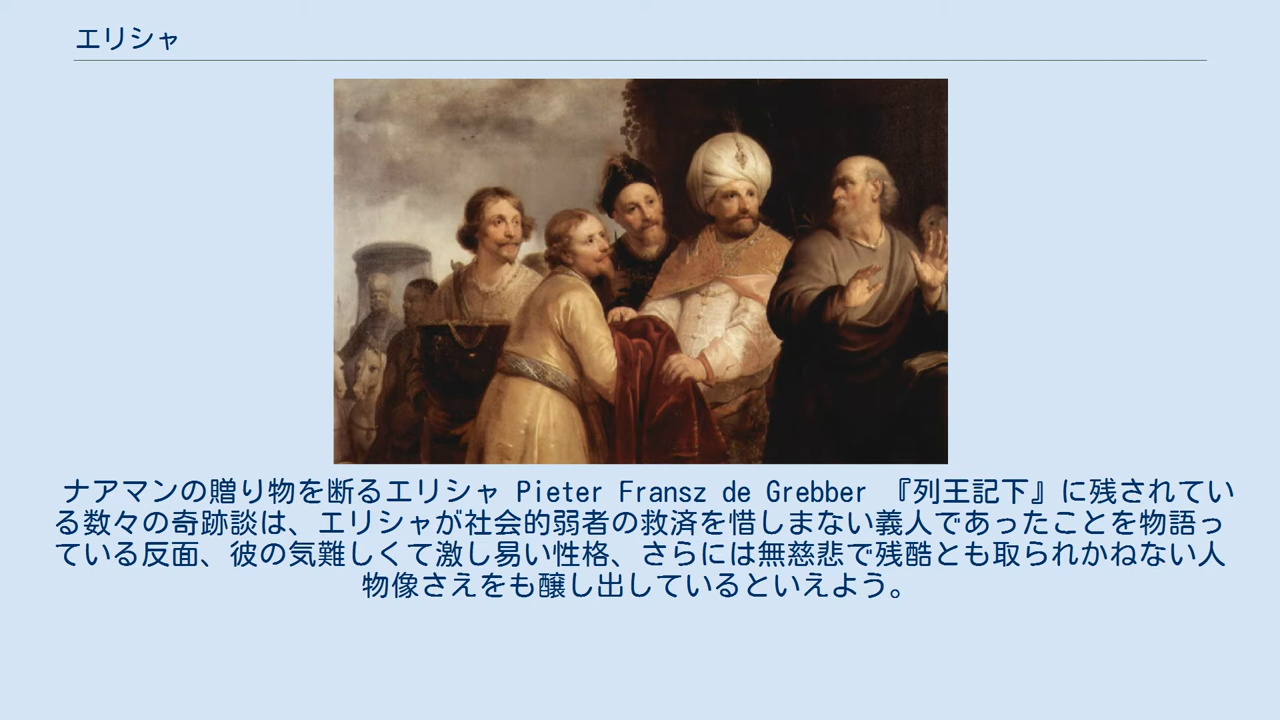 エリシャ
ナアマンの贈り物を断るエリシャ Pieter Fransz de Grebber 『列王記下』に残されてい
る数々の奇跡談は、エリシャが社会的弱者の救済を惜しまない義人であったことを物語っ
ている反面、彼の気難しくて激し易い性格、さらには無慈悲で残酷とも取られかねない人
物像さえをも醸し出しているといえよう。